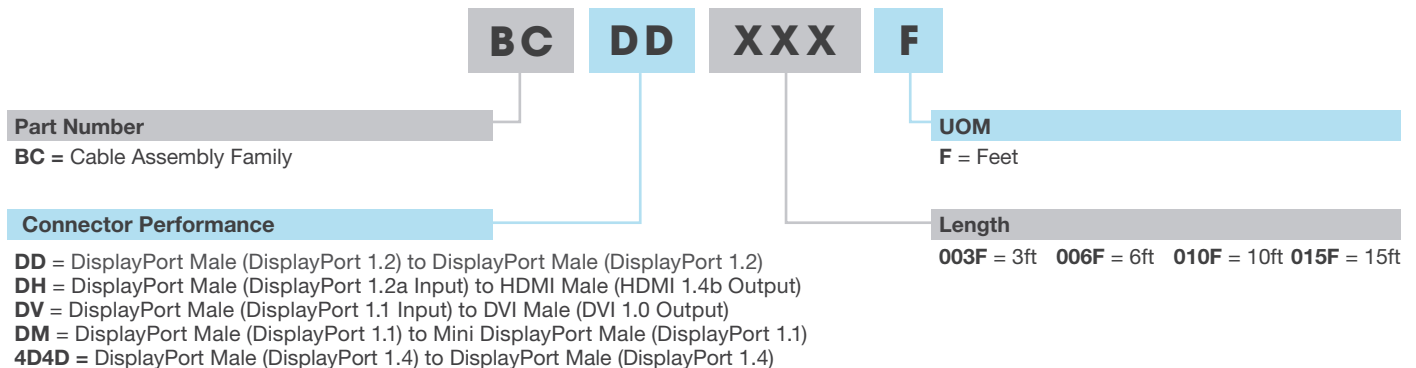 BC DD XXX F
Part Number
BC = Cable Assembly Family
UOM
F = Feet
Connector Performance
DD = DisplayPort Male (DisplayPort 1.2) to DisplayPort Male (DisplayPort 1.2)
DH = DisplayPort Male (DisplayPort 1.2a Input) to HDMI Male (HDMI 1.4b Output)
DV = DisplayPort Male (DisplayPort 1.1 Input) to DVI Male (DVI 1.0 Output)
DM = DisplayPort Male (DisplayPort 1.1) to Mini DisplayPort Male (DisplayPort 1.1)
4D4D = DisplayPort Male (DisplayPort 1.4) to DisplayPort Male (DisplayPort 1.4)
Length
003F = 3ft 006F = 6ft 010F = 10ft 015F = 15ft